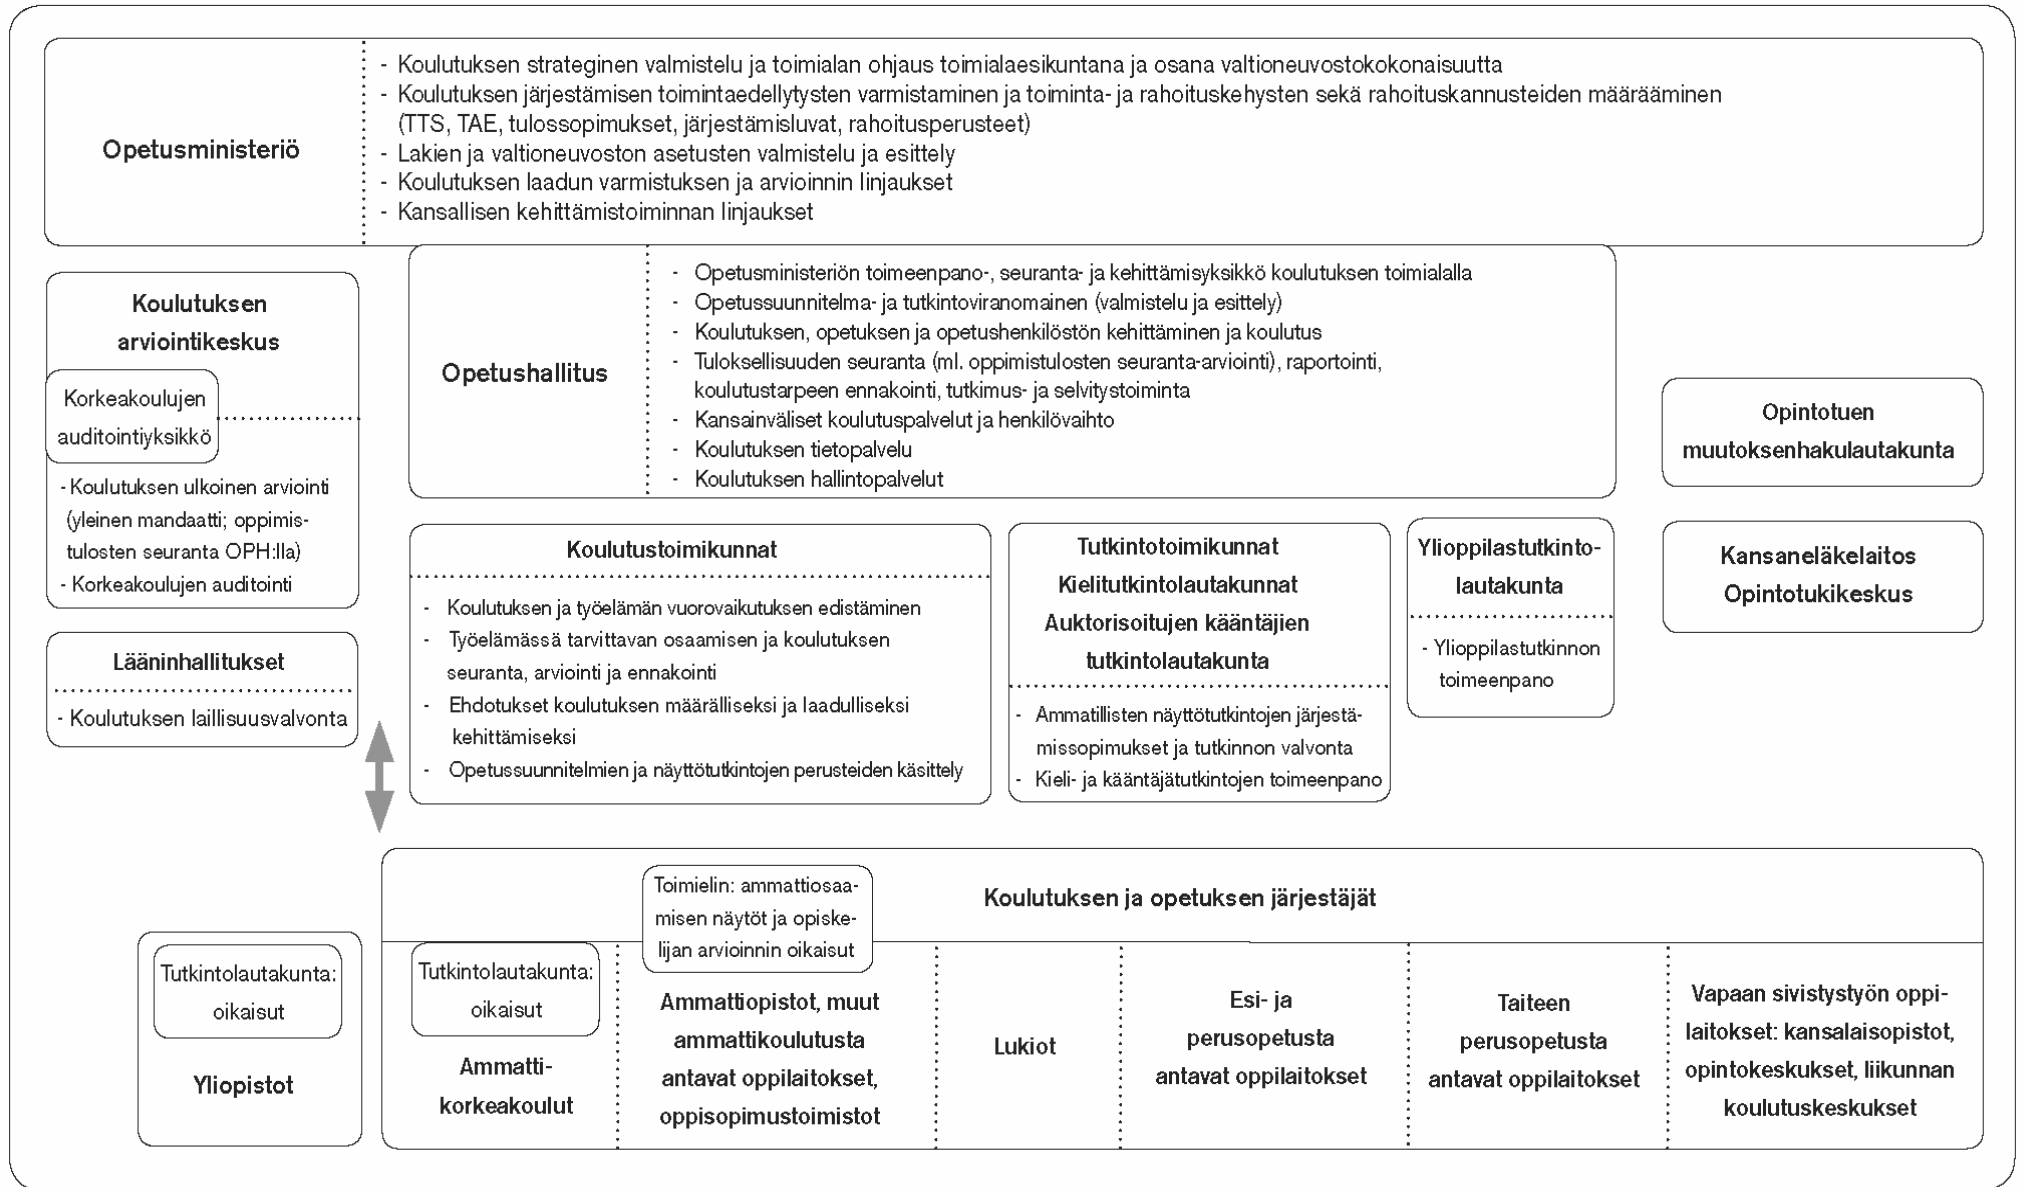 Opetusministeriö
- Koulutuksen strateginen valmistelu ja toimialan ohjaus toimialaesikuntana ja osana valtioneuvostokokonaisuutta
- Koulutuksen järjestämisen toimintaedellytysten varmistaminen ja toiminta- ja rahoituskehysten sekä rahoituskannusteiden määrääminen
(TTS, TAE, tulossopimukset, järjestämisluvat, rahoitusperusteet)
- Lakien ja valtioneuvoston asetusten valmistelu ja esittely
- Koulutuksen laadun varmistuksen ja arvioinnin linjaukset
- Kansallisen kehittämistoiminnan linjaukset
Koulutuksen
arviointikeskus
Korkeakoulujen
auditointiyksikkö
- Koulutuksen ulkoinen arviointi
(yleinen mandaatti; oppimis-
tulosten seuranta OPH:lla)
- Korkeakoulujen auditointi
Lääninhallitukset
- Koulutuksen laillisuusvalvonta
Opetushallitus
- Opetusministeriön toimeenpano-, seuranta- ja kehittämisyksikkö koulutuksen toimialalla
- Opetussuunnitelma- ja tutkintoviranomainen (valmistelu ja esittely)
- Koulutuksen, opetuksen ja opetushenkilöstön kehittäminen ja koulutus
- Tuloksellisuuden seuranta (ml. oppimistulosten seuranta-arviointi), raportointi,
koulutustarpeen ennakointi, tutkimus- ja selvitystoiminta
- Kansainväliset koulutuspalvelut ja henkilövaihto
- Koulutuksen tietopalvelu
- Koulutuksen hallintopalvelut
Opintotuen
muutoksenhakulautakunta
Kansaneläkelaitos
Opintotukikeskus
Koulutustoimikunnat
- Koulutuksen ja työelämän vuorovaikutuksen edistäminen
- Työelämässä tarvittavan osaamisen ja koulutuksen
seuranta, arviointi ja ennakointi
- Ehdotukset koulutuksen määrälliseksi ja laadulliseksi
kehittämiseksi
- Opetussuunnitelmien ja näyttötutkintojen perusteiden käsittely
Tutkintotoimikunnat
Kielitutkintolautakunnat
Auktorisoitujen kääntäjien
tutkintolautakunta
- Ammatillisten näyttötutkintojen järjestä-
missopimukset ja tutkinnon valvonta
- Kieli- ja kääntäjätutkintojen toimeenpano
Ylioppilastutkinto-
lautakunta
- Ylioppilastutkinnon
toimeenpano
Koulutuksen ja opetuksen järjestäjät
Toimielin: ammattiosaa-
misen näytöt ja opiske-
lijan arvioinnin oikaisut
Tutkintolautakunta:
oikaisut
Yliopistot
Tutkintolautakunta:
oikaisut
Ammatti-
korkeakoulut
Ammattiopistot, muut
ammattikoulutusta
antavat oppilaitokset,
oppisopimustoimistot
Lukiot
Esi- ja
perusopetusta
antavat oppilaitokset
Taiteen
perusopetusta
antavat oppilaitokset
Vapaan sivistystyön oppi-
laitokset: kansalaisopistot,
opintokeskukset, liikunnan
koulutuskeskukset